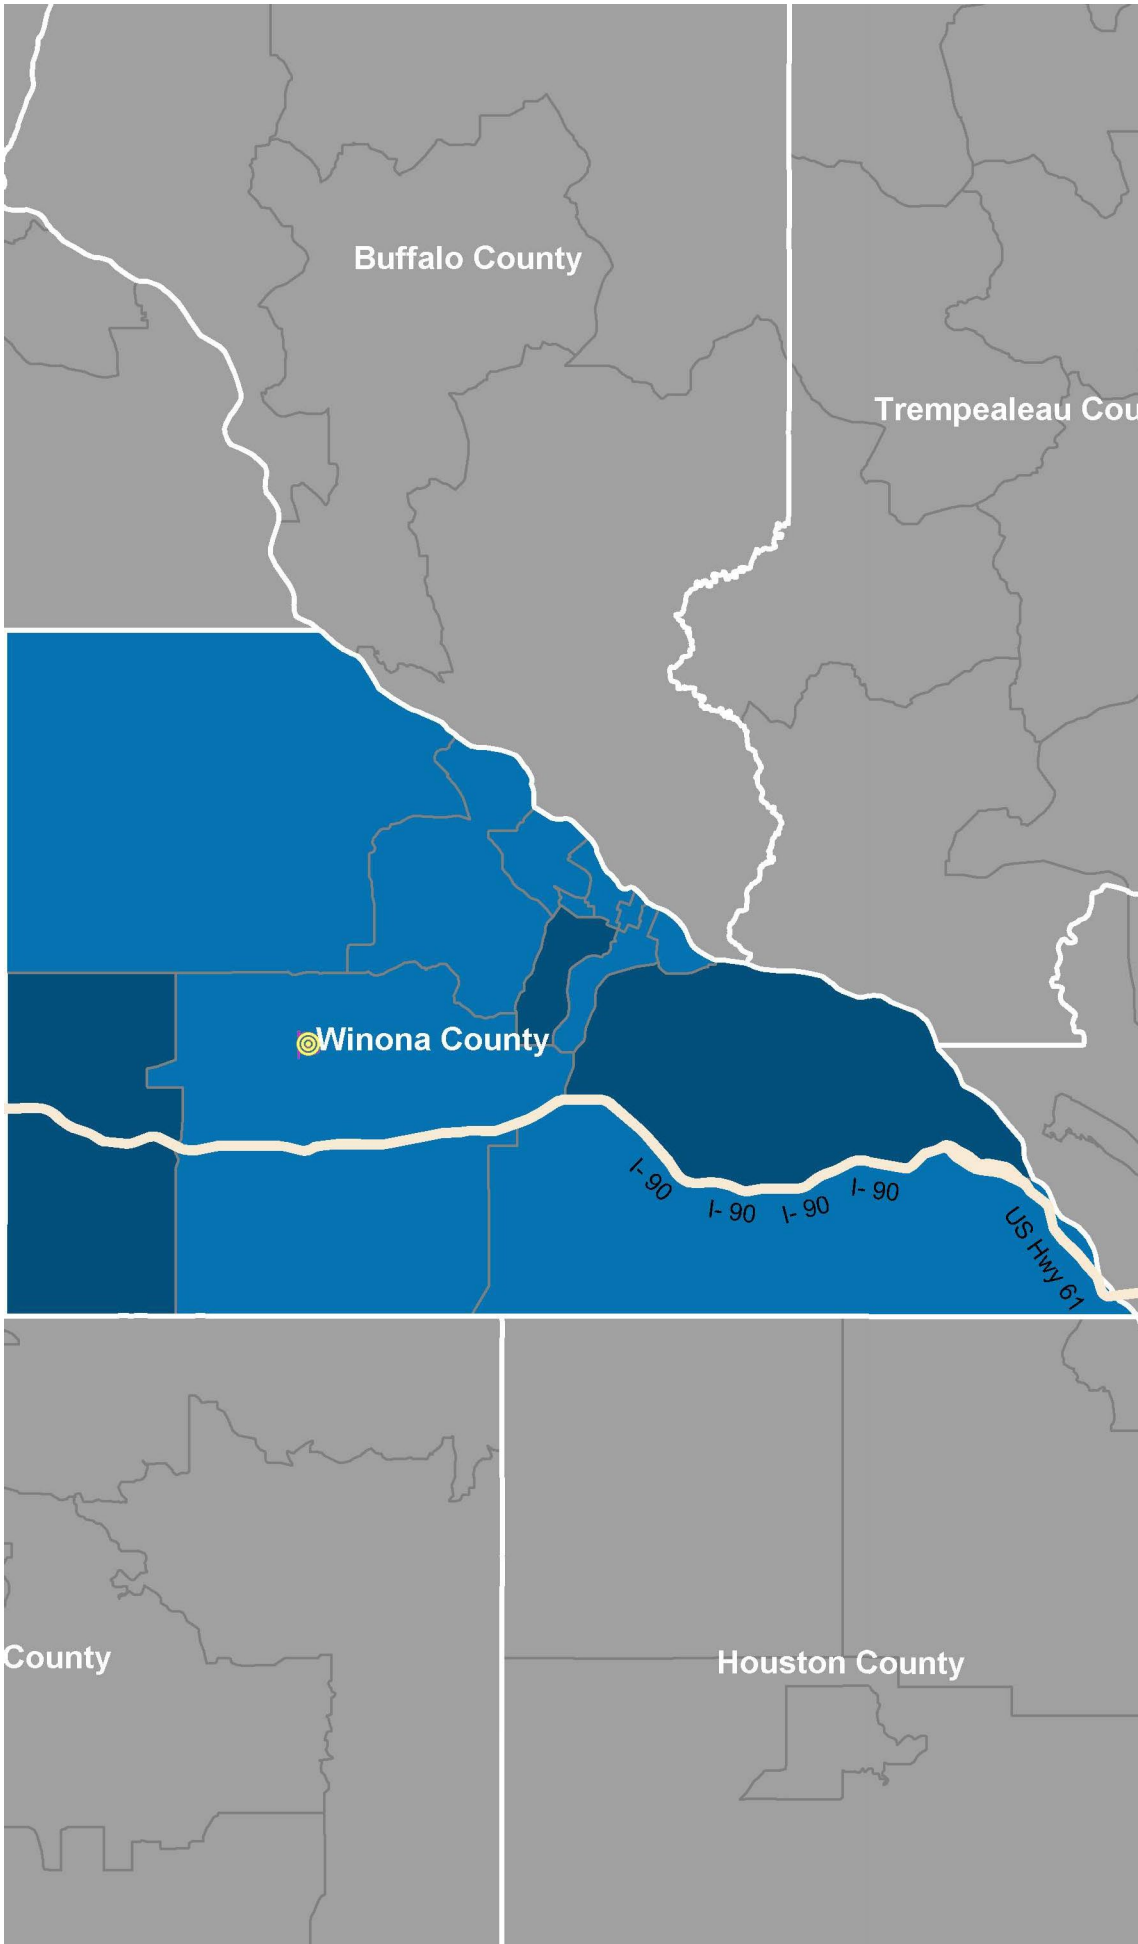 Buffalo County
Trempealeau Cou
Winona County
I- 90
I- 90
I- 90
I- 90
US Hwy 61
County
Houston County